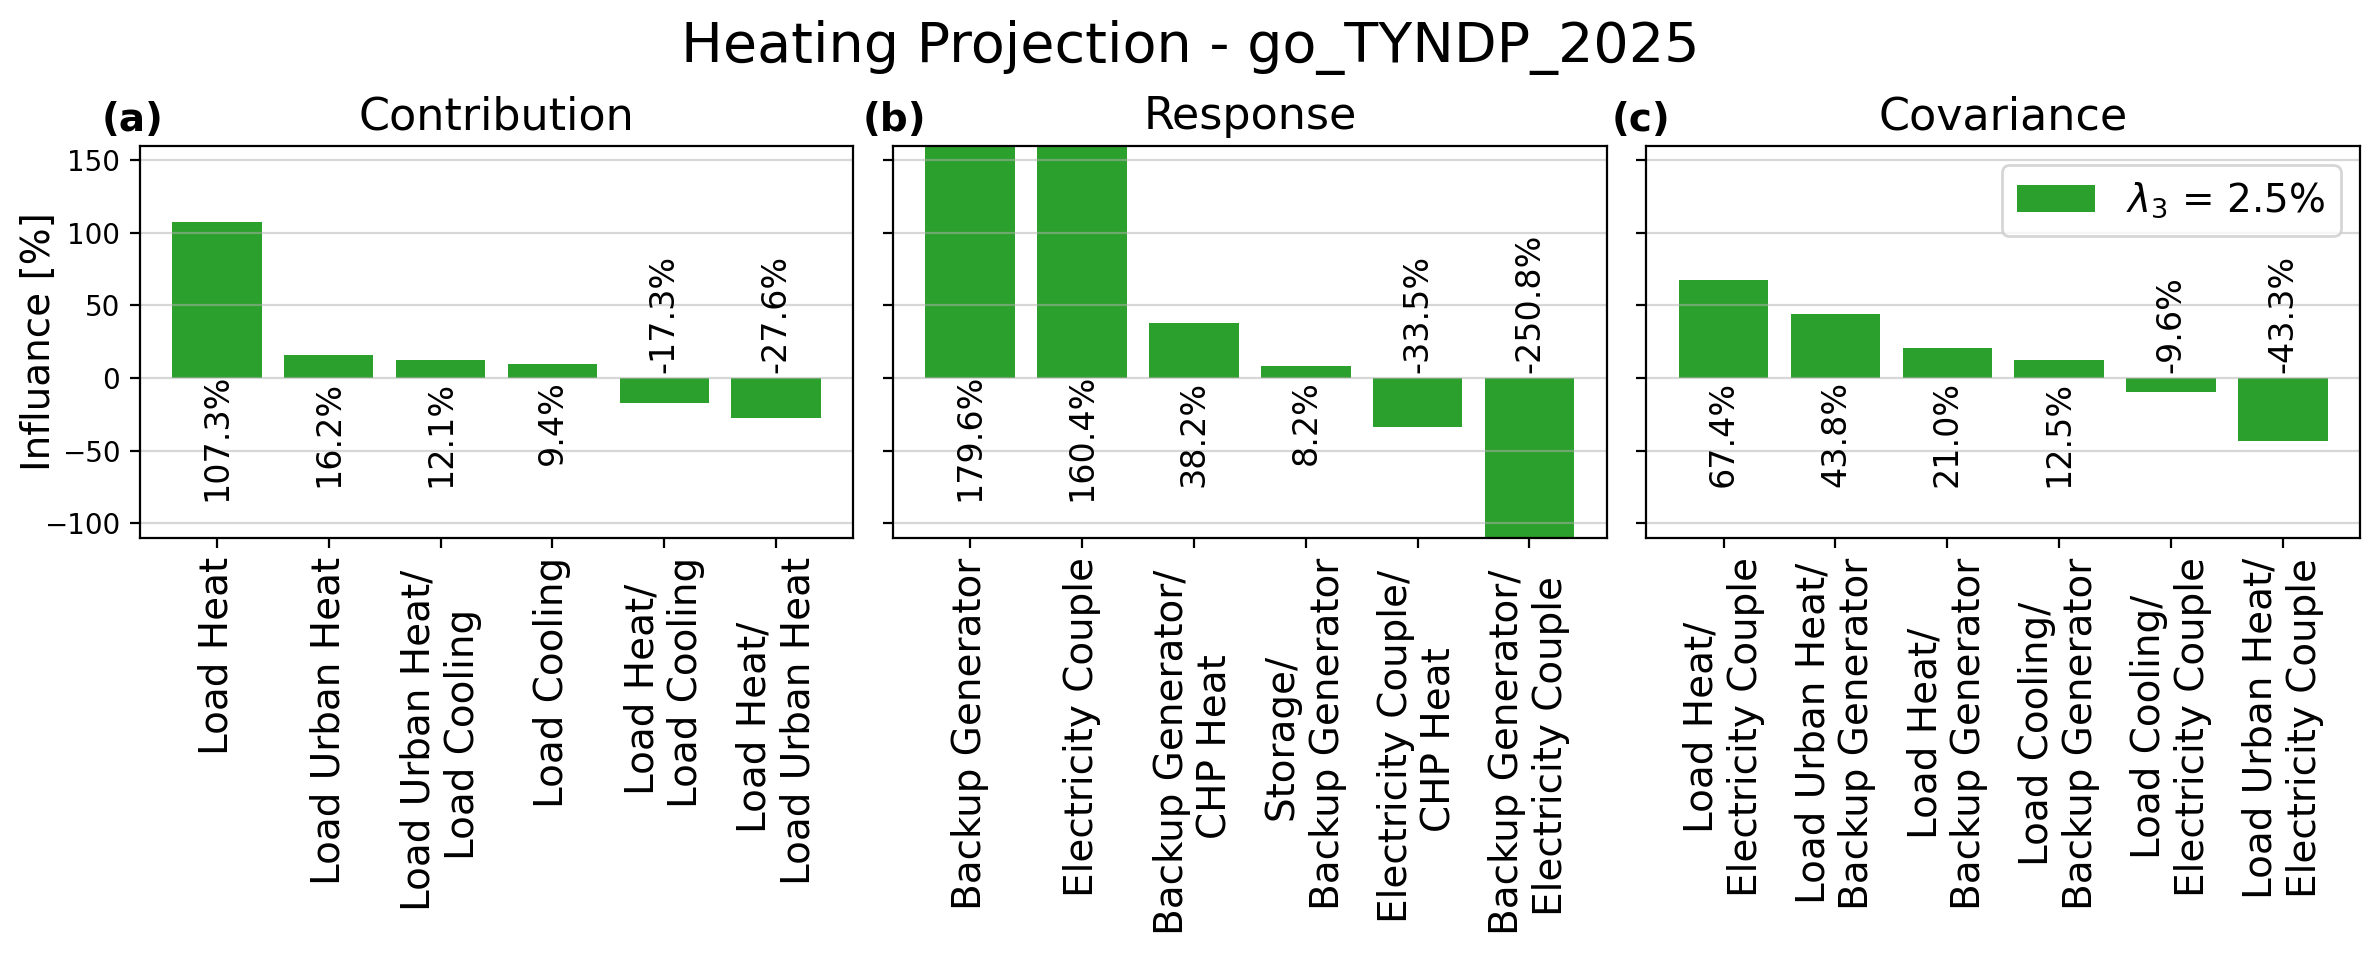 Heating Projection - go_TYNDP_2025
(a)
Contribution
Influance [%]
150
100
50
0
−50
−100
107.3%
16.2%
12.1%
9.4%
-17.3%
-27.6%
Load Heat
Load Urban Heat
Load Urban Heat/
Load Cooling
Load Cooling
Load Heat/
Load Cooling
Load Heat/
Load Urban Heat
(b)
Response
179.6%
160.4%
38.2%
8.2%
-33.5%
-250.8%
Backup Generator
Electricity Couple
Backup Generator/
CHP Heat
Storage/
Backup Generator
Electricity Couple/
CHP Heat
Backup Generator/
Electricity Couple
(c)
Covariance
λ3 = 2.5%
67.4%
43.8%
21.0%
12.5%
-9.6%
-43.3%
Load Heat/
Electricity Couple
Load Urban Heat/
Backup Generator
Load Heat/
Backup Generator
Load Cooling/
Backup Generator
Load Cooling/
Electricity Couple
Load Urban Heat/
Electricity Couple